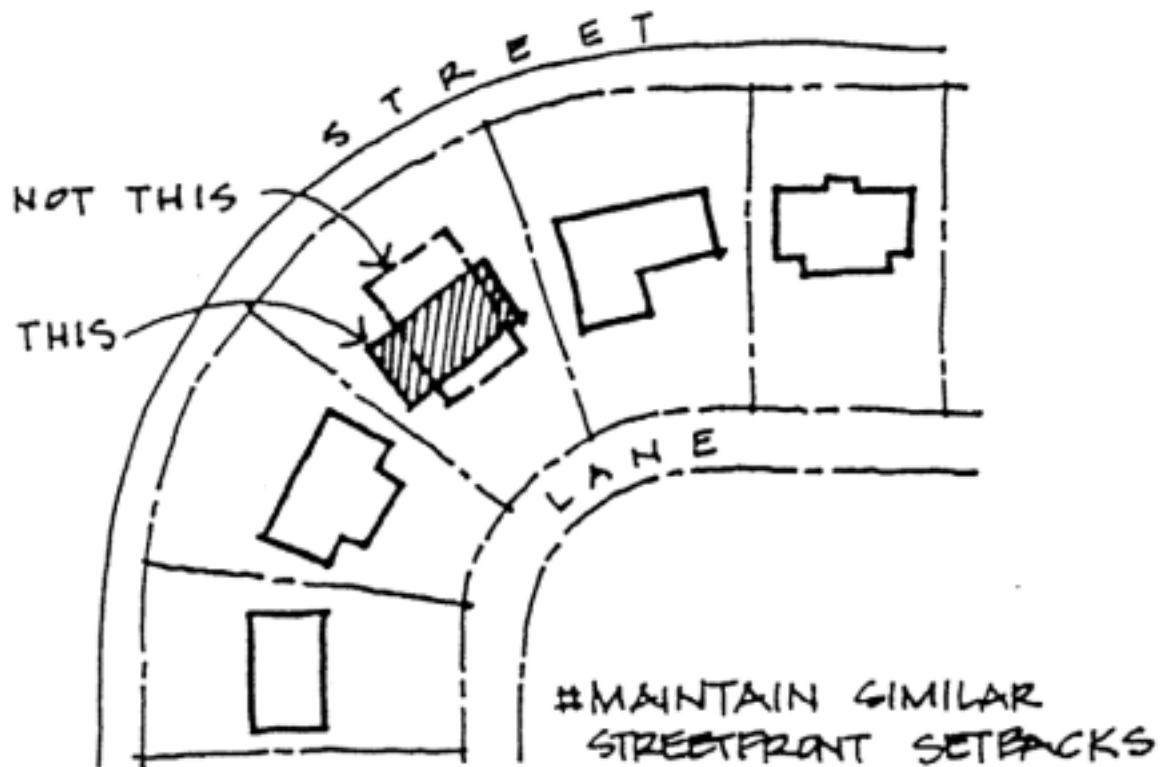 STREET
NOT THIS
THIS
LANE
#MAINTAIN SIMILAR
STREETFRONT SETBACKS